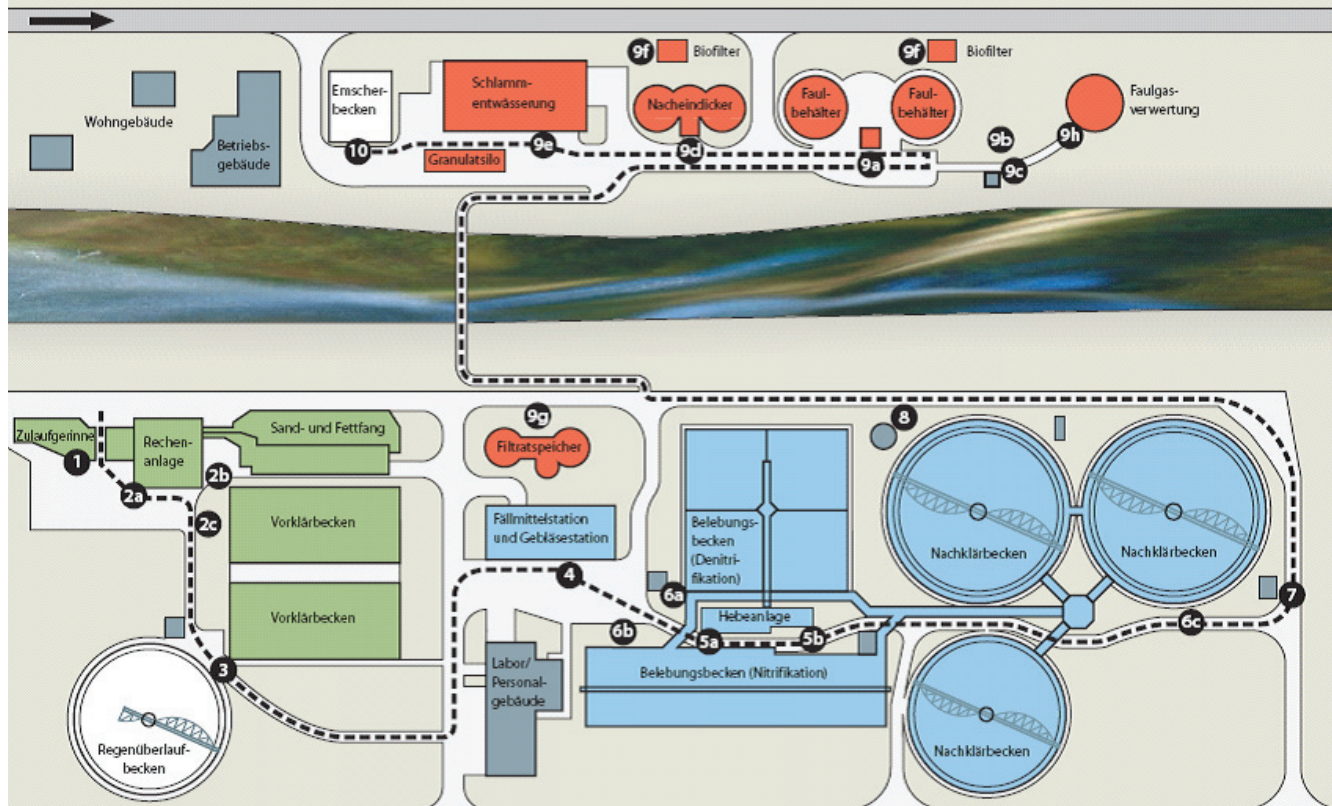 9f
Biofilter
9f
Biofilter
Emscher-
becken
Schlamm-
entwässerung
Nacheindicker
Faul-
behälter
Faul-
behälter
Faulgas-
verwertung
Wohngebäude
Betriebs-
gebäude
10
Granulatsilo
9e
9d
9a
9b
9c
9h
Zulaufgerinne
1
Rechen-
anlage
2a
2b
2c
Sand- und Fettfang
Vorklärbecken
Vorklärbecken
3
Regenüberlauf-
becken
9g
Filtratspeicher
Fällmittelstation
und Gebläsestation
4
Labor/
Personal-
gebäude
Belebungs-
becken
(Denitri-
fikation)
6a
6b
Hebeanlage
5a
5b
Belebungsbecken (Nitrifikation)
8
Nachklärbecken
Nachklärbecken
Nachklärbecken
6c
7